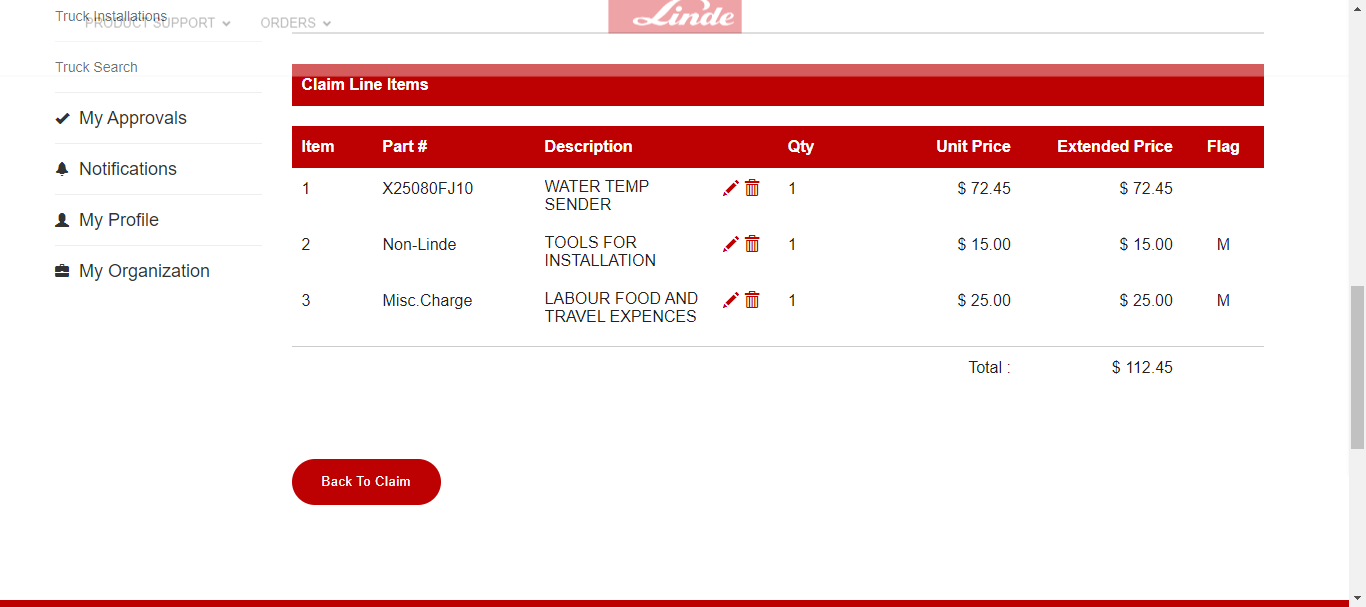 Truck Installations
PRODUCT SUPPORT
ORDERS
Linde
Truck Search
My Approvals
Notifications
My Profile
My Organization
Claim Line Items
Item Part # Description Qty Unit Price Extended Price Flag
1 X25080FJ10 WATER TEMP 1 $ 72.45 $ 72.45
SENDER
2 Non-Linde TOOLS FOR 1 $ 15.00 $ 15.00 M
INSTALLATION
3 Misc.Charge LABOUR FOOD AND 1 $ 25.00 $ 25.00 M
TRAVEL EXPENCES
Total : $ 112.45
Back To Claim